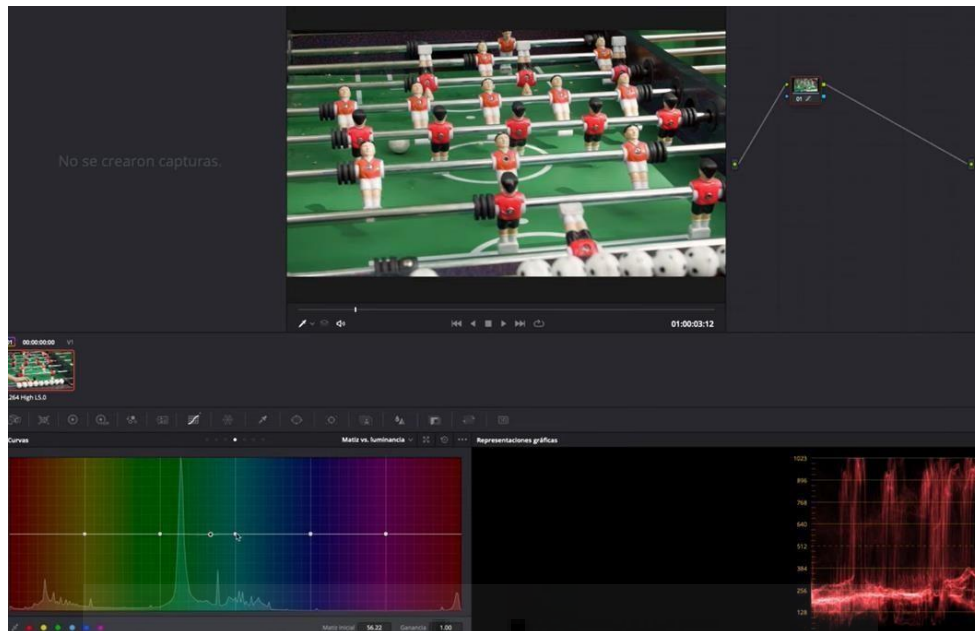 No se crearon capturas.
01
01:00:03:12
01 00:00:00:00 V1
.264 High L5.0
Curvas
Matiz vs. luminancia
Representaciones gráficas
1023
896
768
640
512
384
256
128
Matiz inicial 56.22 Ganancia 1.00